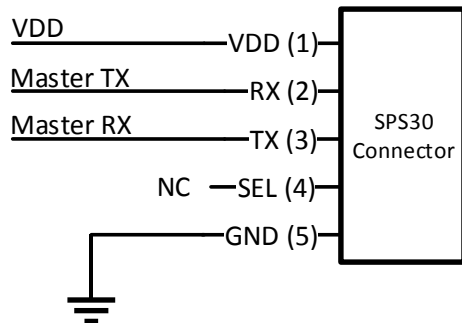 VDD VDD (1)
Master TX RX (2)
Master RX TX (3)
NC SEL (4)
GND (5)
SPS30
Connector